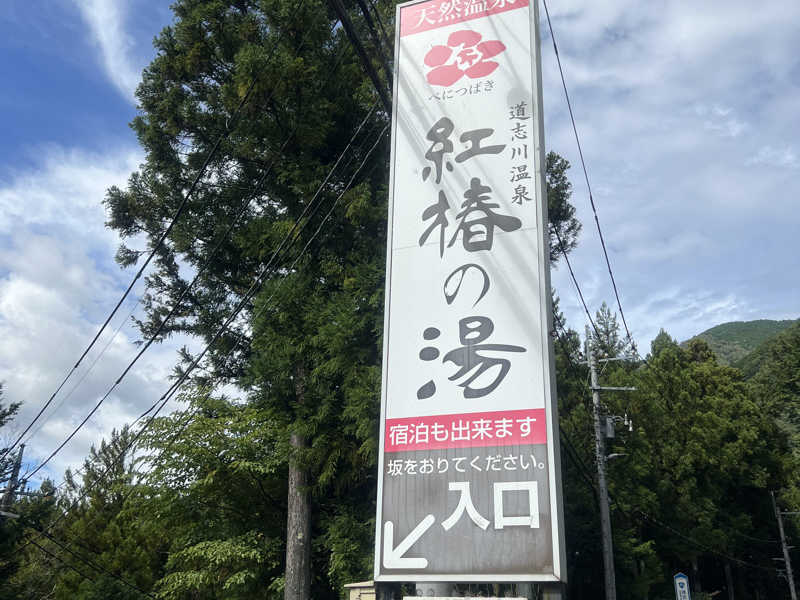 天然温泉
べにつばき
道志川温泉
紅椿の湯
宿泊も出来ます
坂をおりてください。
入口